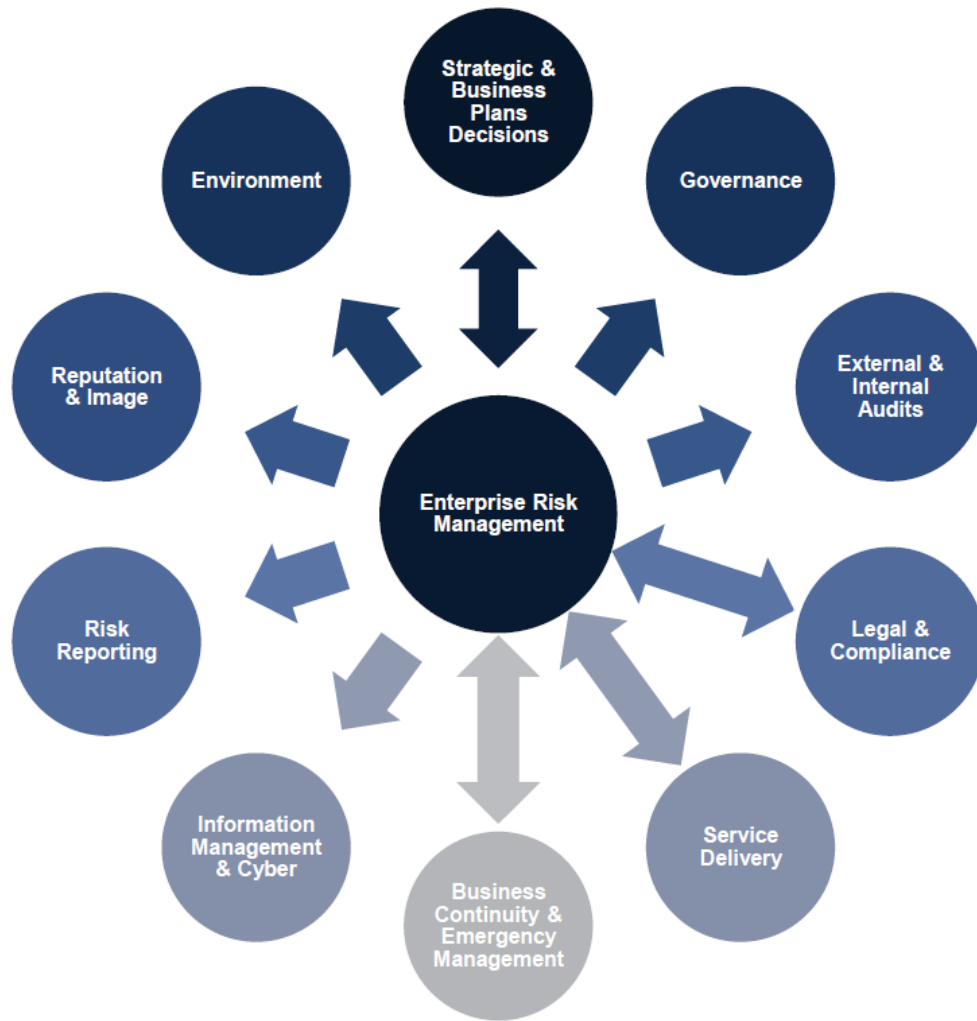 Strategic &
Business
Plans
Decisions
Governance
External &
Internal
Audits
Legal &
Compliance
Service
Delivery
Business
Continuity &
Emergency
Management
Information
Management
& Cyber
Risk
Reporting
Reputation
& Image
Environment
Enterprise Risk
Management